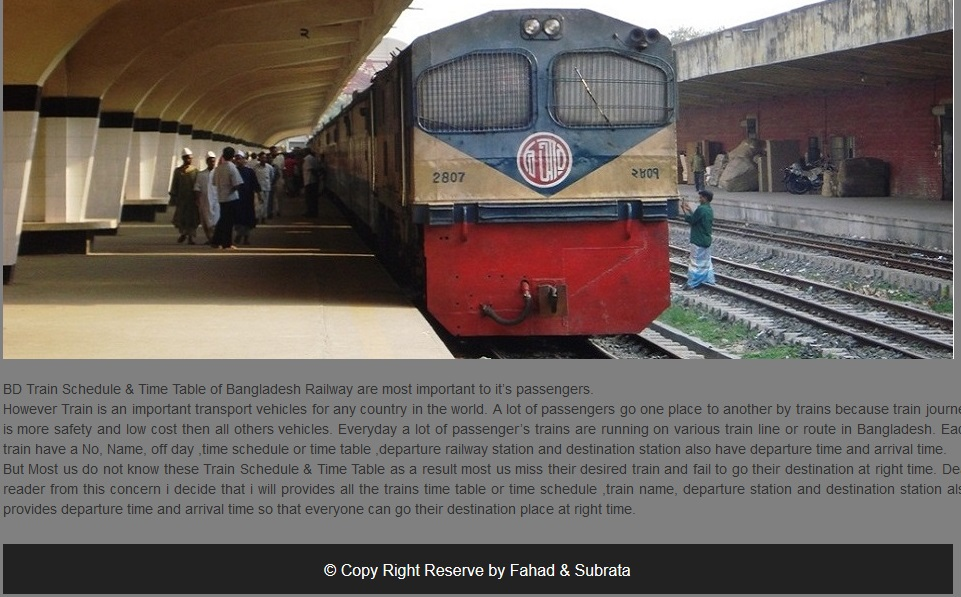 2807
২৮০৭
BD Train Schedule & Time Table of Bangladesh Railway are most important to it's passengers.
However Train is an important transport vehicles for any country in the world. A lot of passengers go one place to another by trains because train journe
is more safety and low cost then all others vehicles. Everyday a lot of passenger's trains are running on various train line or route in Bangladesh. Eac
train have a No, Name, off day ,time schedule or time table ,departure railway station and destination station also have departure time and arrival time.
But Most us do not know these Train Schedule & Time Table as a result most us miss their desired train and fail to go their destination at right time. De
reader from this concern i decide that i will provides all the trains time table or time schedule ,train name, departure station and destination station als
provides departure time and arrival time so that everyone can go their destination place at right time.
© Copy Right Reserve by Fahad & Subrata